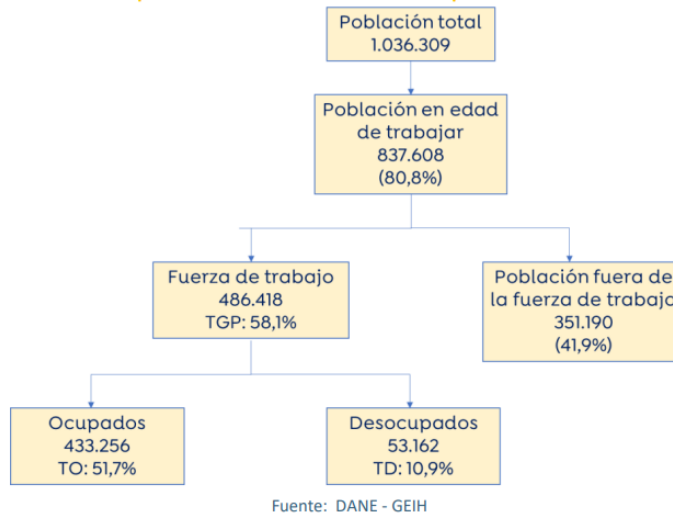 Población total
1.036.309
Población en edad
de trabajar
837.608
(80,8%)
Fuerza de trabajo
486.418
TGP: 58,1%
Población fuera de
la fuerza de trabajo
351.190
(41,9%)
Ocupados
433.256
TO: 51,7%
Desocupados
53.162
TD: 10,9%
Fuente: DANE - GEIH